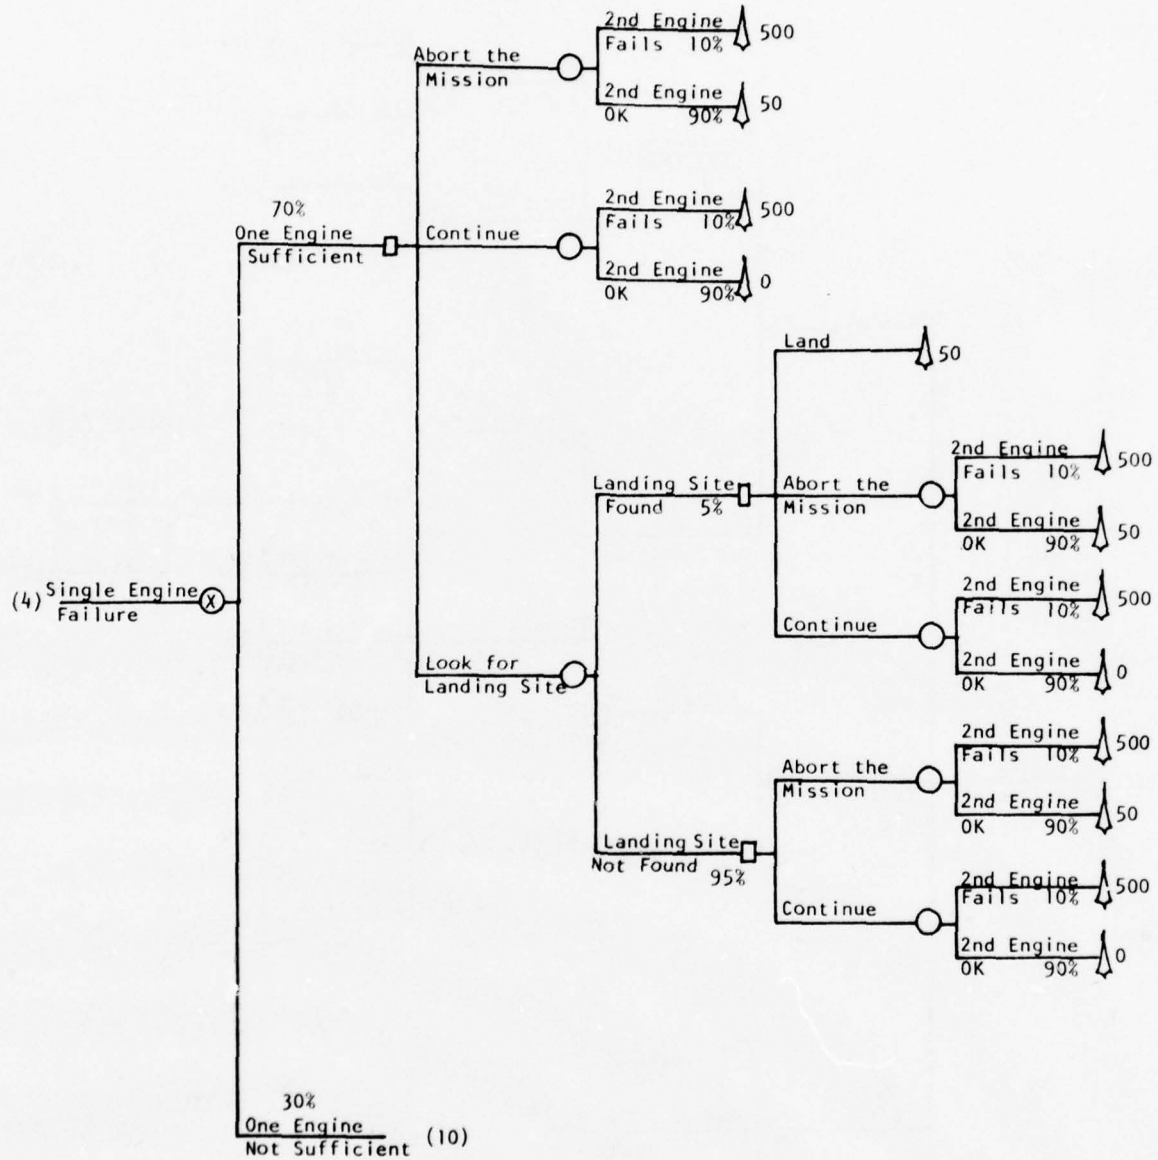 2nd Engine
Fails 10%
500
Abort the
Mission
2nd Engine
OK 90%
50
70%
One Engine
Sufficient
Continue
2nd Engine
Fails 10%
500
2nd Engine
OK 90%
0
Land
50
Landing Site
Found 5%
Abort the
Mission
2nd Engine
Fails 10%
500
2nd Engine
OK 90%
50
Continue
2nd Engine
Fails 10%
500
2nd Engine
OK 90%
0
(4) Single Engine
Failure
X
Look for
Landing Site
Landing Site
Not Found 95%
Abort the
Mission
2nd Engine
Fails 10%
500
2nd Engine
OK 90%
50
Continue
2nd Engine
Fails 10%
500
2nd Engine
OK 90%
0
30%
One Engine
Not Sufficient
(10)